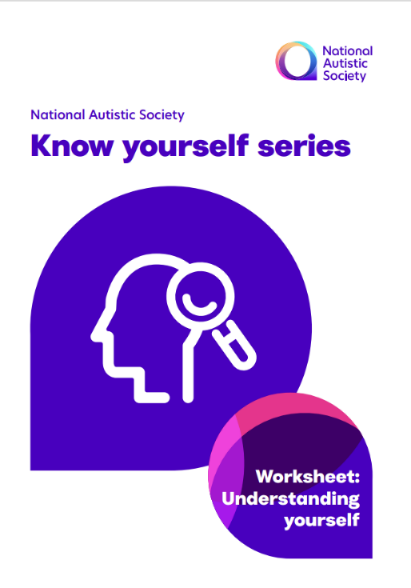 National
Autistic
Society
National Autistic Society
Know yourself series
Worksheet:
Understanding
yourself